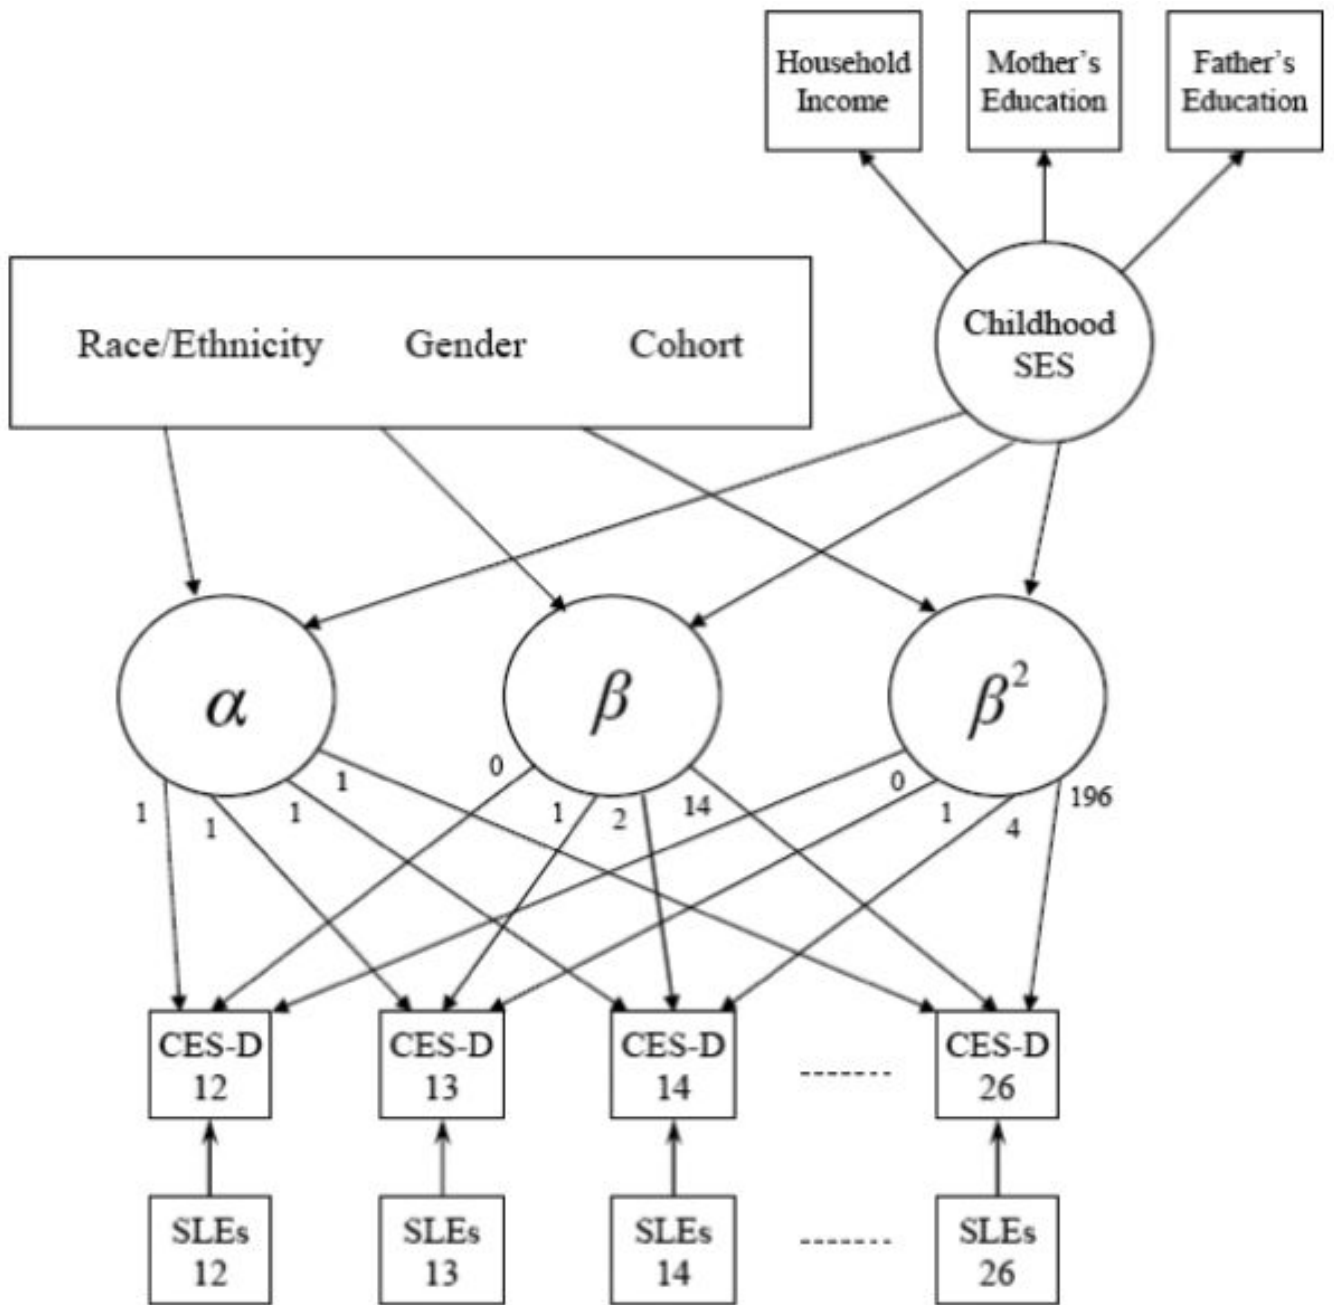 Household
Income
Mother's
Education
Father's
Education
Race/Ethnicity Gender Cohort
Childhood
SES
α
β
β²
1
1
1
1
0
1
2
14
0
1
4
196
CES-D
12
CES-D
13
CES-D
14
CES-D
26
SLEs
12
SLEs
13
SLEs
14
SLEs
26